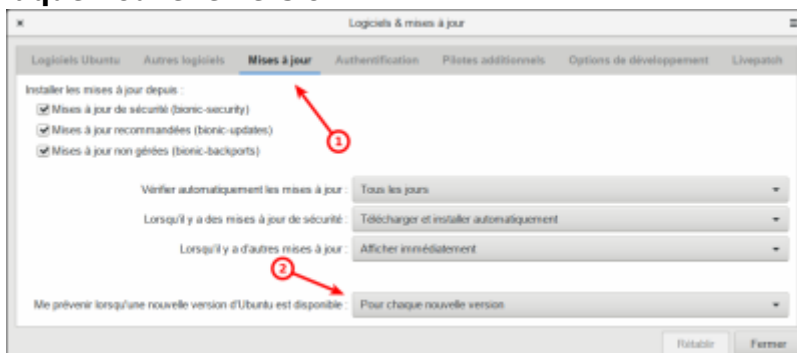 Logiciels & mises à jour
Logiciels Ubuntu Autres logiciels Mises à jour Authentification Pilotes additionnels Options de développement Livepatch
Installer les mises à jour depuis :
Mises à jour de sécurité (bionic-security)
Mises à jour recommandées (bionic-updates)
Mises à jour non gérées (bionic-backports)
1
Vérifier automatiquement les mises à jour : Tous les jours
Lorsqu'il y a des mises à jour de sécurité : Télécharger et installer automatiquement
Lorsqu'il y a d'autres mises à jour : Afficher immédiatement
2
Me prévenir lorsqu'une nouvelle version d'Ubuntu est disponible : Pour chaque nouvelle version
Rétablir Fermer